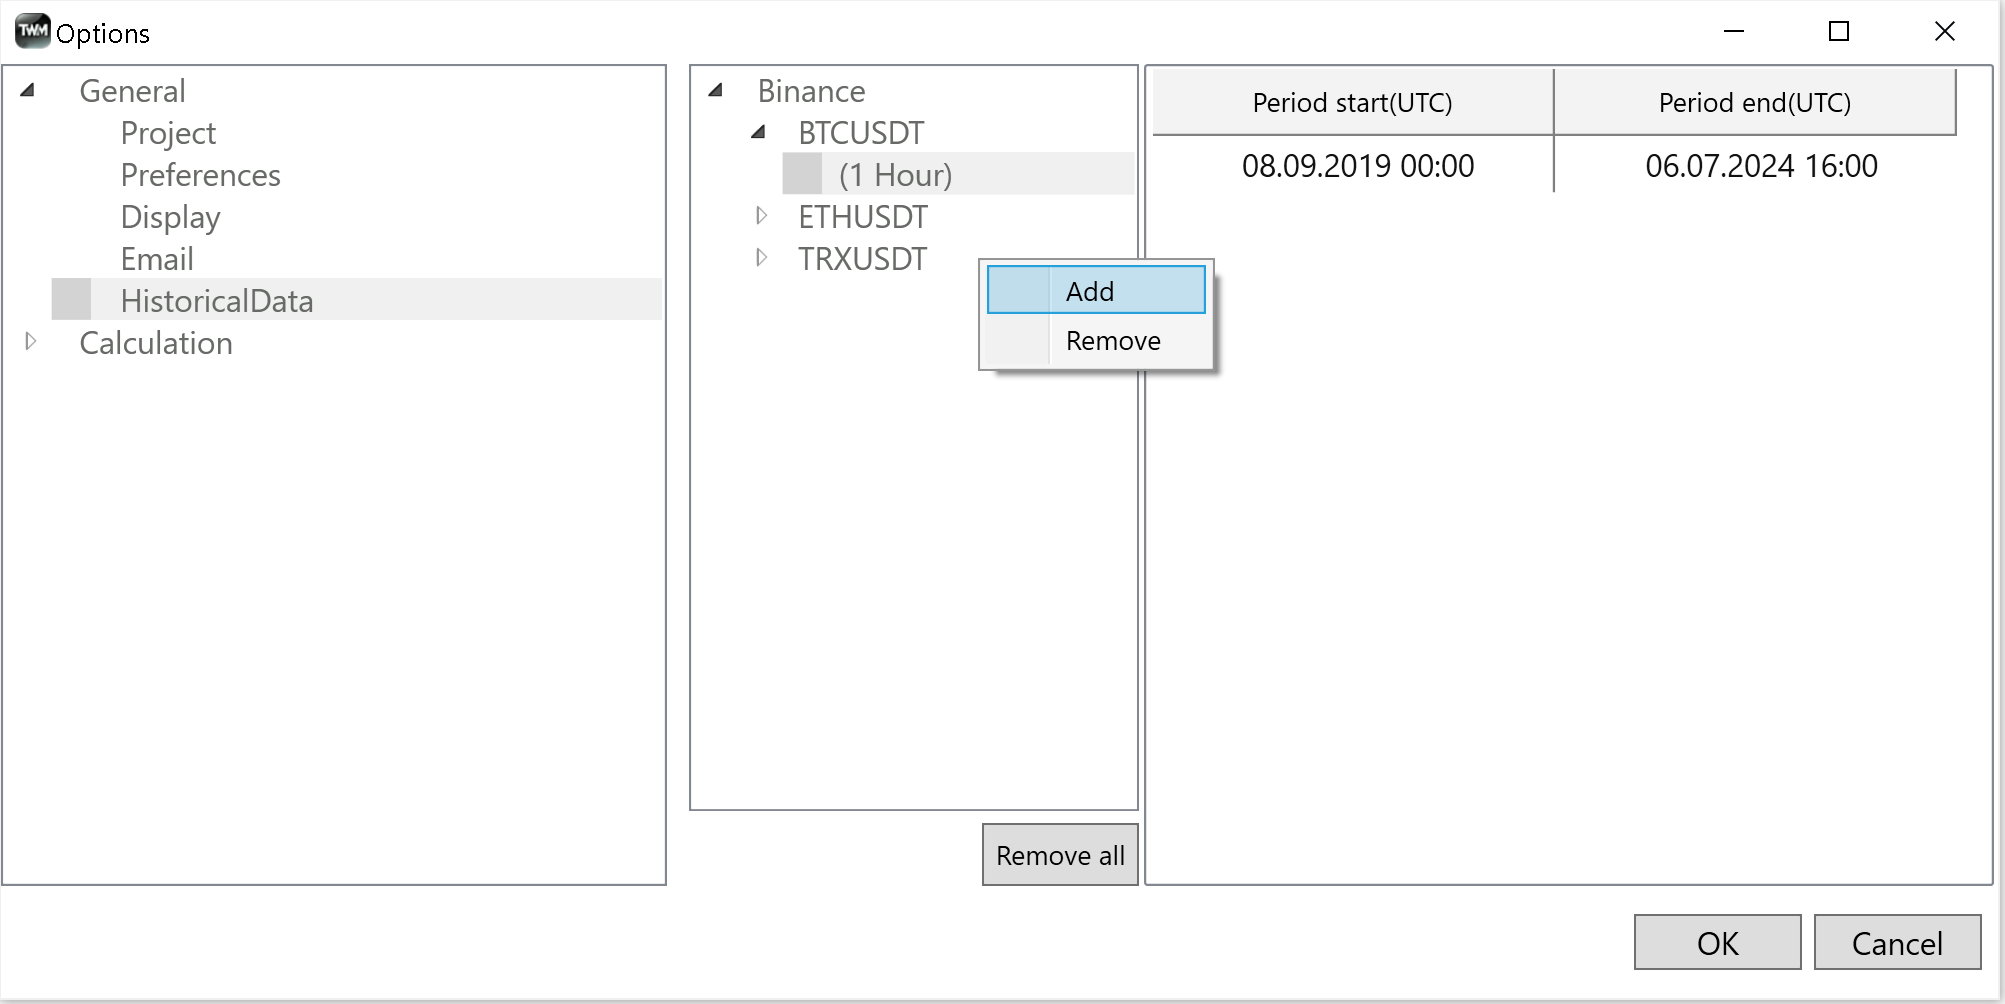 TWM Options
General
Project
Preferences
Display
Email
HistoricalData
Calculation
Binance
BTCUSDT
(1 Hour)
ETHUSDT
TRXUSDT
Add
Remove
Remove all
Period start(UTC) Period end(UTC)
08.09.2019 00:00 06.07.2024 16:00
OK Cancel